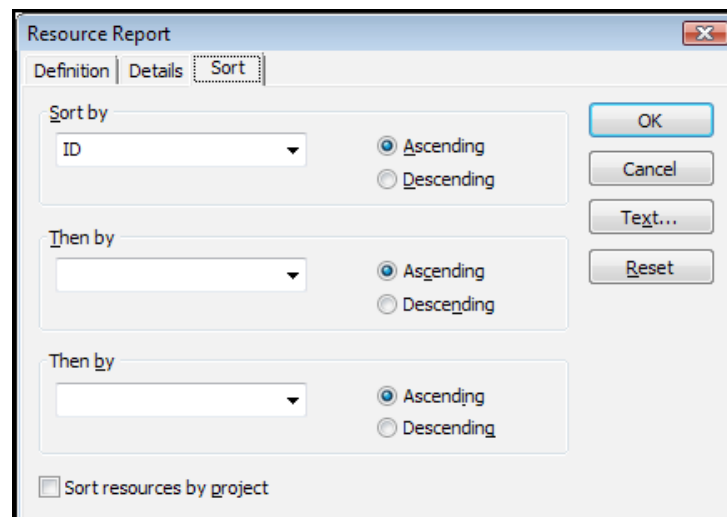 Resource Report
Definition Details Sort
Sort by
ID
Ascending
Descending
OK
Cancel
Text...
Reset
Then by
Ascending
Descending
Then by
Ascending
Descending
Sort resources by project